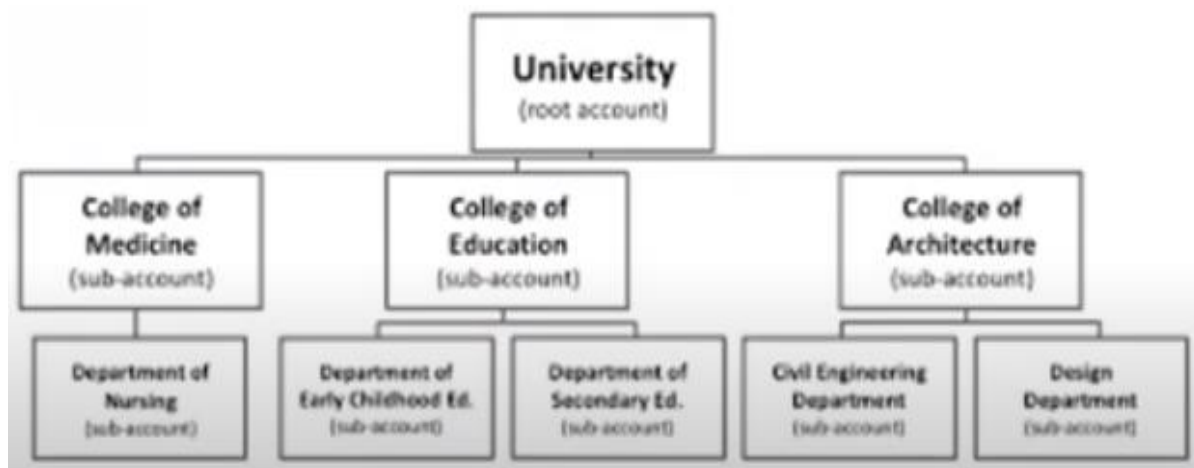 University
(root account)
College of
Medicine
(sub-account)
College of
Education
(sub-account)
College of
Architecture
(sub-account)
Department of
Nursing
(sub-account)
Department of
Early Childhood Ed.
(sub-account)
Department of
Secondary Ed.
(sub-account)
Civil Engineering
Department
(sub-account)
Design
Department
(sub-account)